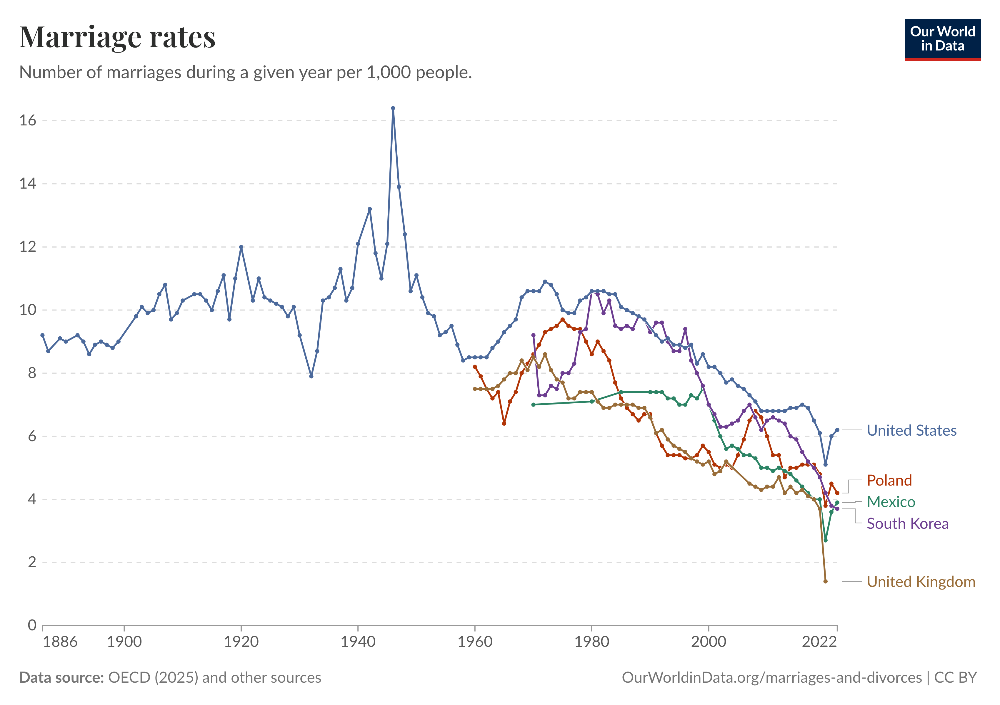 Marriage rates
Our World
in Data
Number of marriages during a given year per 1,000 people.
16
14
12
10
8
6
4
2
0
United States
Poland
Mexico
South Korea
United Kingdom
1886
1900
1920
1940
1960
1980
2000
2022
Data source: OECD (2025) and other sources
OurWorldinData.org/marriages-and-divorces | CC BY